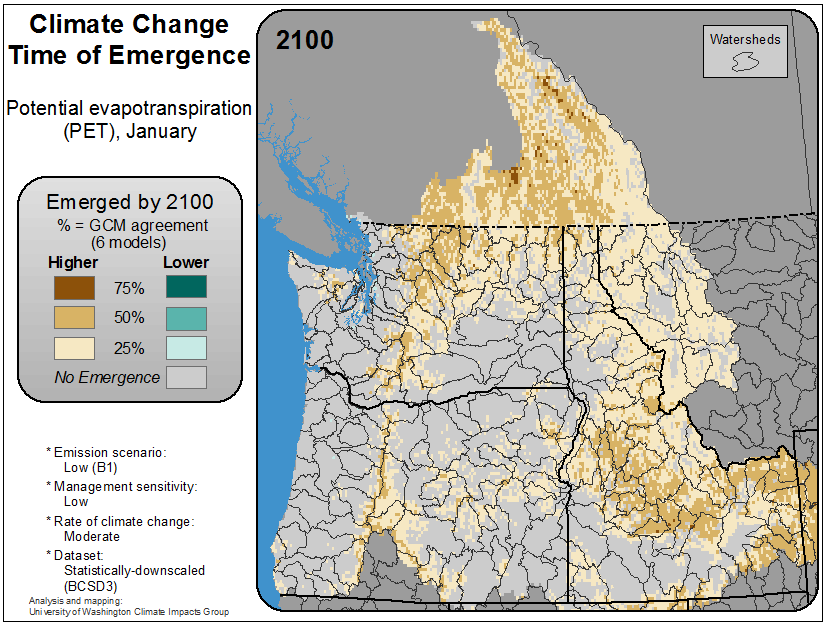 Climate Change
Time of Emergence
Potential evapotranspiration
(PET), January
Emerged by 2100
% = GCM agreement
(6 models)
Higher Lower
75%
50%
25%
No Emergence
* Emission scenario:
Low (B1)
* Management sensitivity:
Low
* Rate of climate change:
Moderate
* Dataset:
Statistically-downscaled
(BCSD3)
Analysis and mapping:
University of Washington Climate Impacts Group
2100
Watersheds